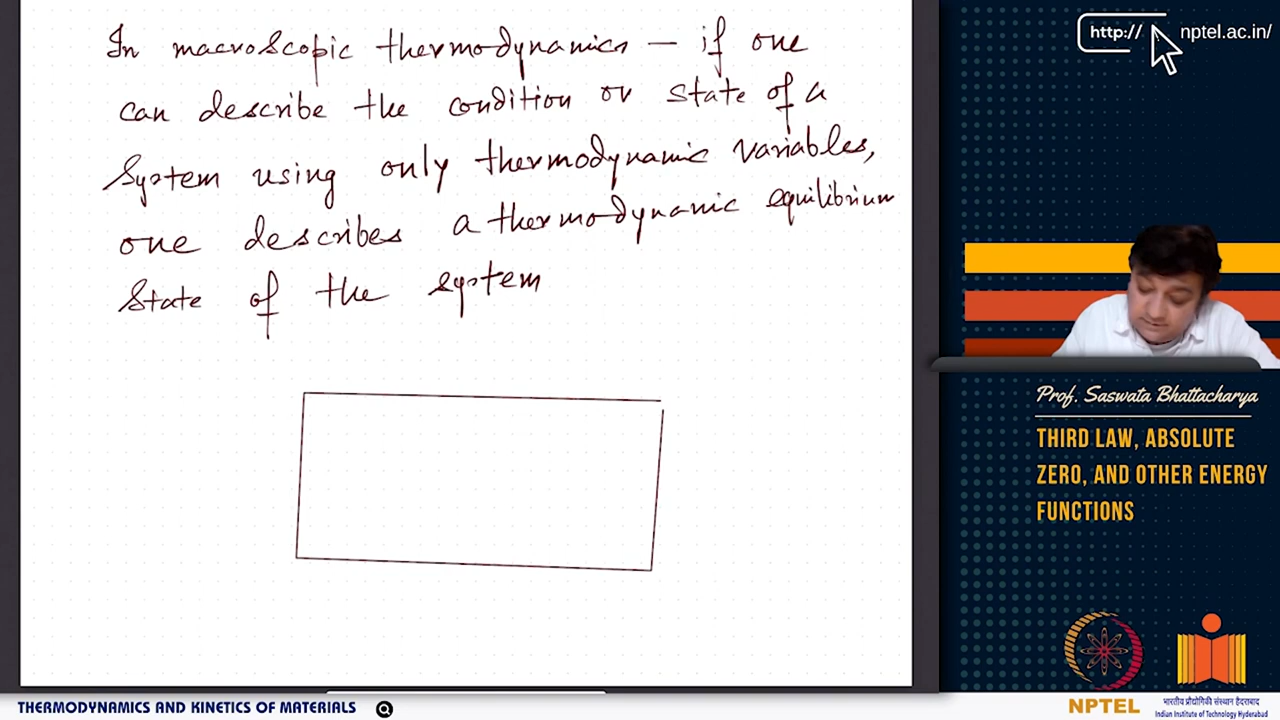 In macroscopic thermodynamics – if one
can describe the condition or state of a
System using only thermodynamic variables,
one describes a thermodynamic equilibrium
State of the system
http:// nptel.ac.in/
Prof. Saswata Bhattacharya
THIRD LAW, ABSOLUTE
ZERO, AND OTHER ENERGY
FUNCTIONS
NPTEL
भारतीय प्रौद्योगिकी संस्थान हैदराबाद
Indian Institute of Technology Hyderabad
THERMODYNAMICS AND KINETICS OF MATERIALS